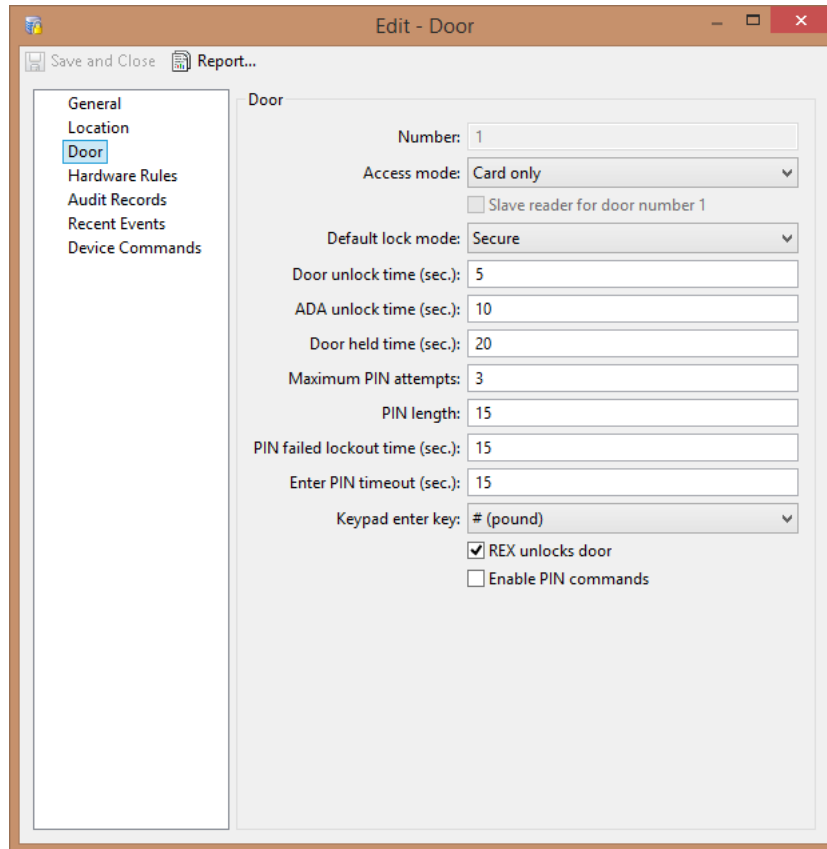 Edit - Door
Save and Close Report...
General
Location
Door
Hardware Rules
Audit Records
Recent Events
Device Commands
Door
Number: 1
Access mode: Card only
Slave reader for door number 1
Default lock mode: Secure
Door unlock time (sec.): 5
ADA unlock time (sec.): 10
Door held time (sec.): 20
Maximum PIN attempts: 3
PIN length: 15
PIN failed lockout time (sec.): 15
Enter PIN timeout (sec.): 15
Keypad enter key: # (pound)
REX unlocks door
Enable PIN commands